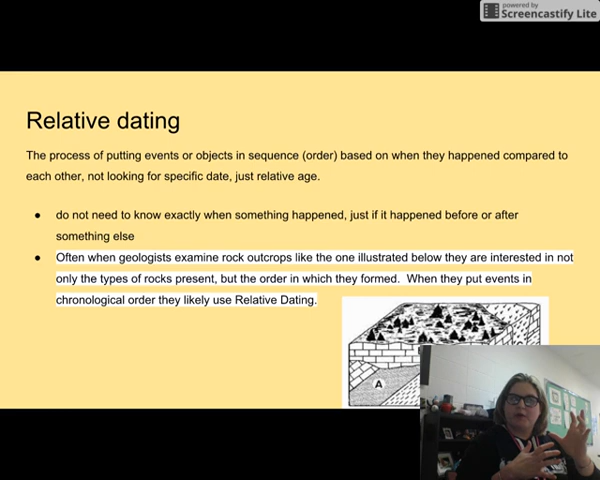 powered by
Screencastify Lite
Relative dating
The process of putting events or objects in sequence (order) based on when they happened compared to
each other, not looking for specific date, just relative age.
● do not need to know exactly when something happened, just if it happened before or after
something else
● Often when geologists examine rock outcrops like the one illustrated below they are interested in not
only the types of rocks present, but the order in which they formed.  When they put events in
chronological order they likely use Relative Dating.
A